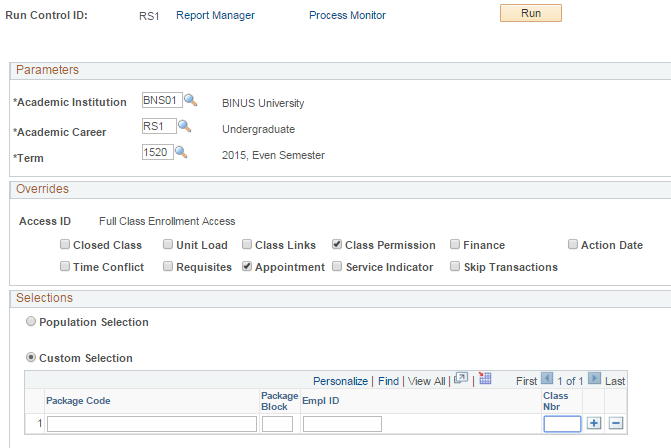 Run Control ID: RS1 Report Manager Process Monitor Run
Parameters
*Academic Institution BNS01 BINUS University
*Academic Career RS1 Undergraduate
*Term 1520 2015, Even Semester
Overrides
Access ID Full Class Enrollment Access
Closed Class Unit Load Class Links Class Permission Finance Action Date
Time Conflict Requisites Appointment Service Indicator Skip Transactions
Selections
Population Selection
Custom Selection
Personalize | Find | View All | | First 1 of 1 Last
Package Code Package Block Empl ID Class Nbr
1